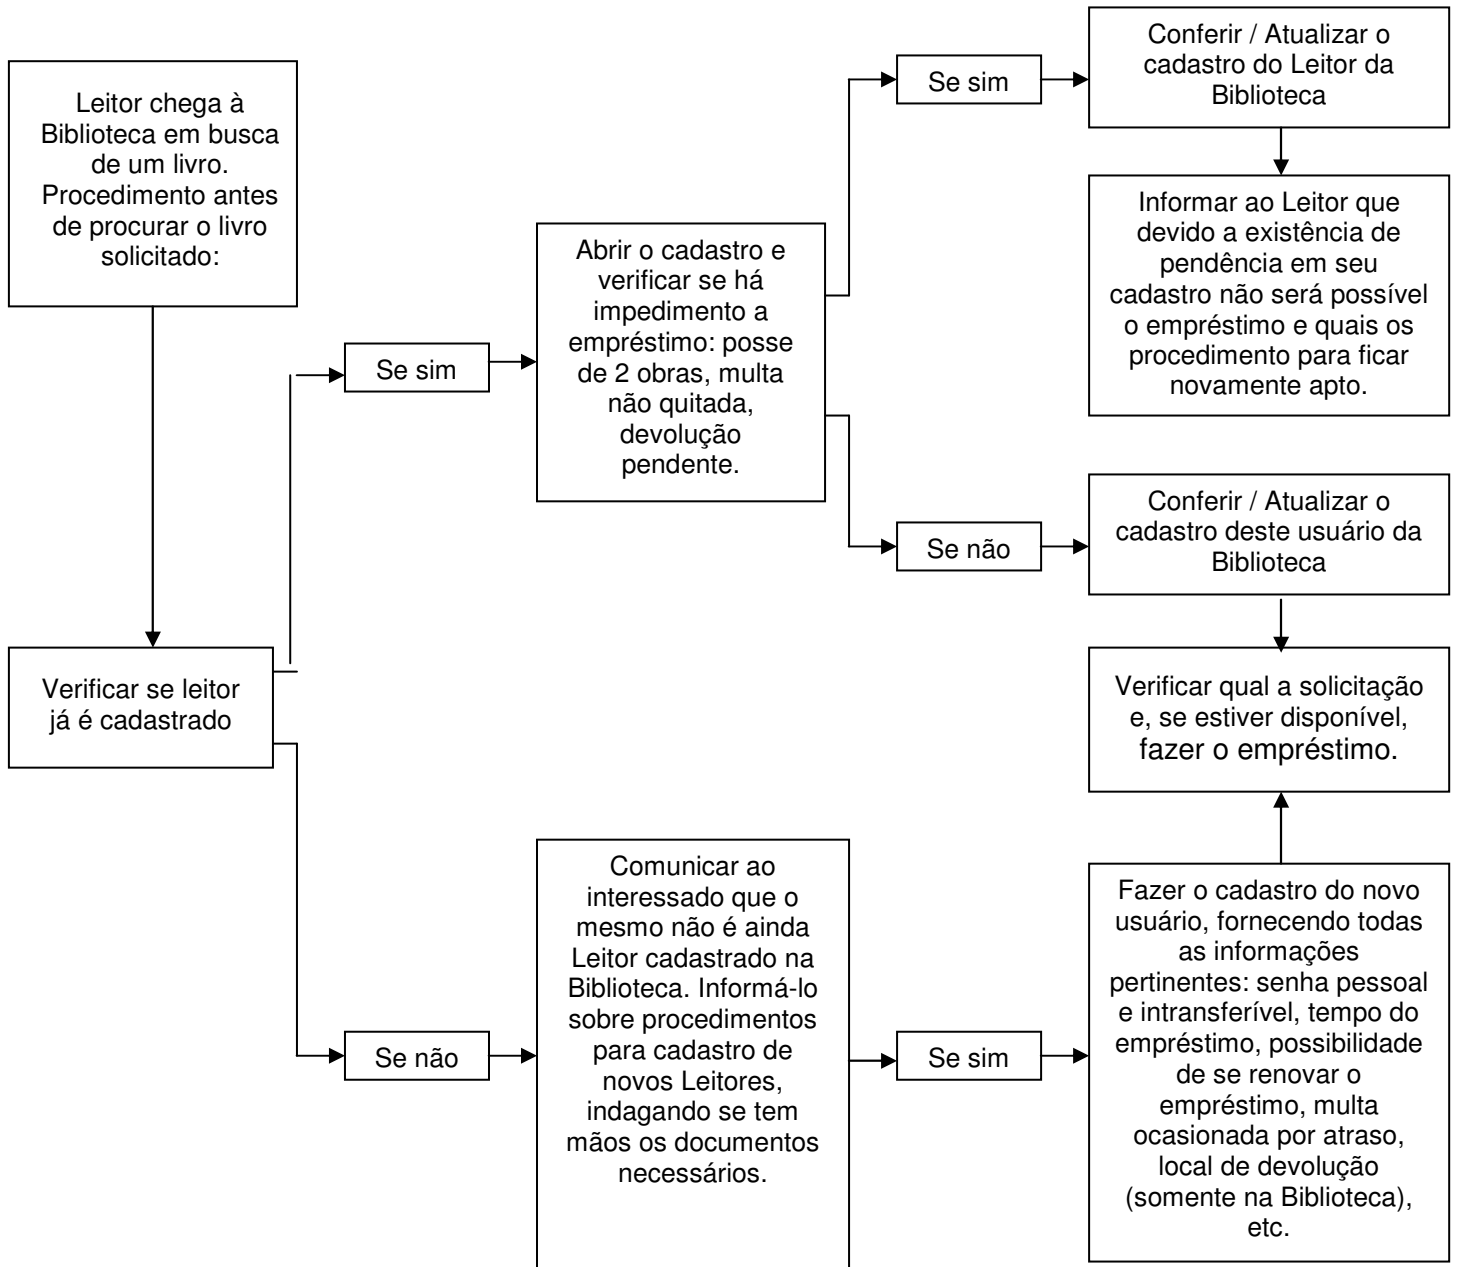 Leitor chega à
Biblioteca em busca
de um livro.
Procedimento antes
de procurar o livro
solicitado:
Verificar se leitor
já é cadastrado
Se sim
Abrir o cadastro e
verificar se há
impedimento a
empréstimo: posse
de 2 obras, multa
não quitada,
devolução
pendente.
Se sim
Conferir / Atualizar o
cadastro do Leitor da
Biblioteca
Informar ao Leitor que
devido a existência de
pendência em seu
cadastro não será possível
o empréstimo e quais os
procedimento para ficar
novamente apto.
Se não
Conferir / Atualizar o
cadastro deste usuário da
Biblioteca
Verificar qual a solicitação
e, se estiver disponível,
fazer o empréstimo.
Se não
Comunicar ao
interessado que o
mesmo não é ainda
Leitor cadastrado na
Biblioteca. Informá-lo
sobre procedimentos
para cadastro de
novos Leitores,
indagando se tem
mãos os documentos
necessários.
Se sim
Fazer o cadastro do novo
usuário, fornecendo todas
as informações
pertinentes: senha pessoal
e intransferível, tempo do
empréstimo, possibilidade
de se renovar o
empréstimo, multa
ocasionada por atraso,
local de devolução
(somente na Biblioteca),
etc.